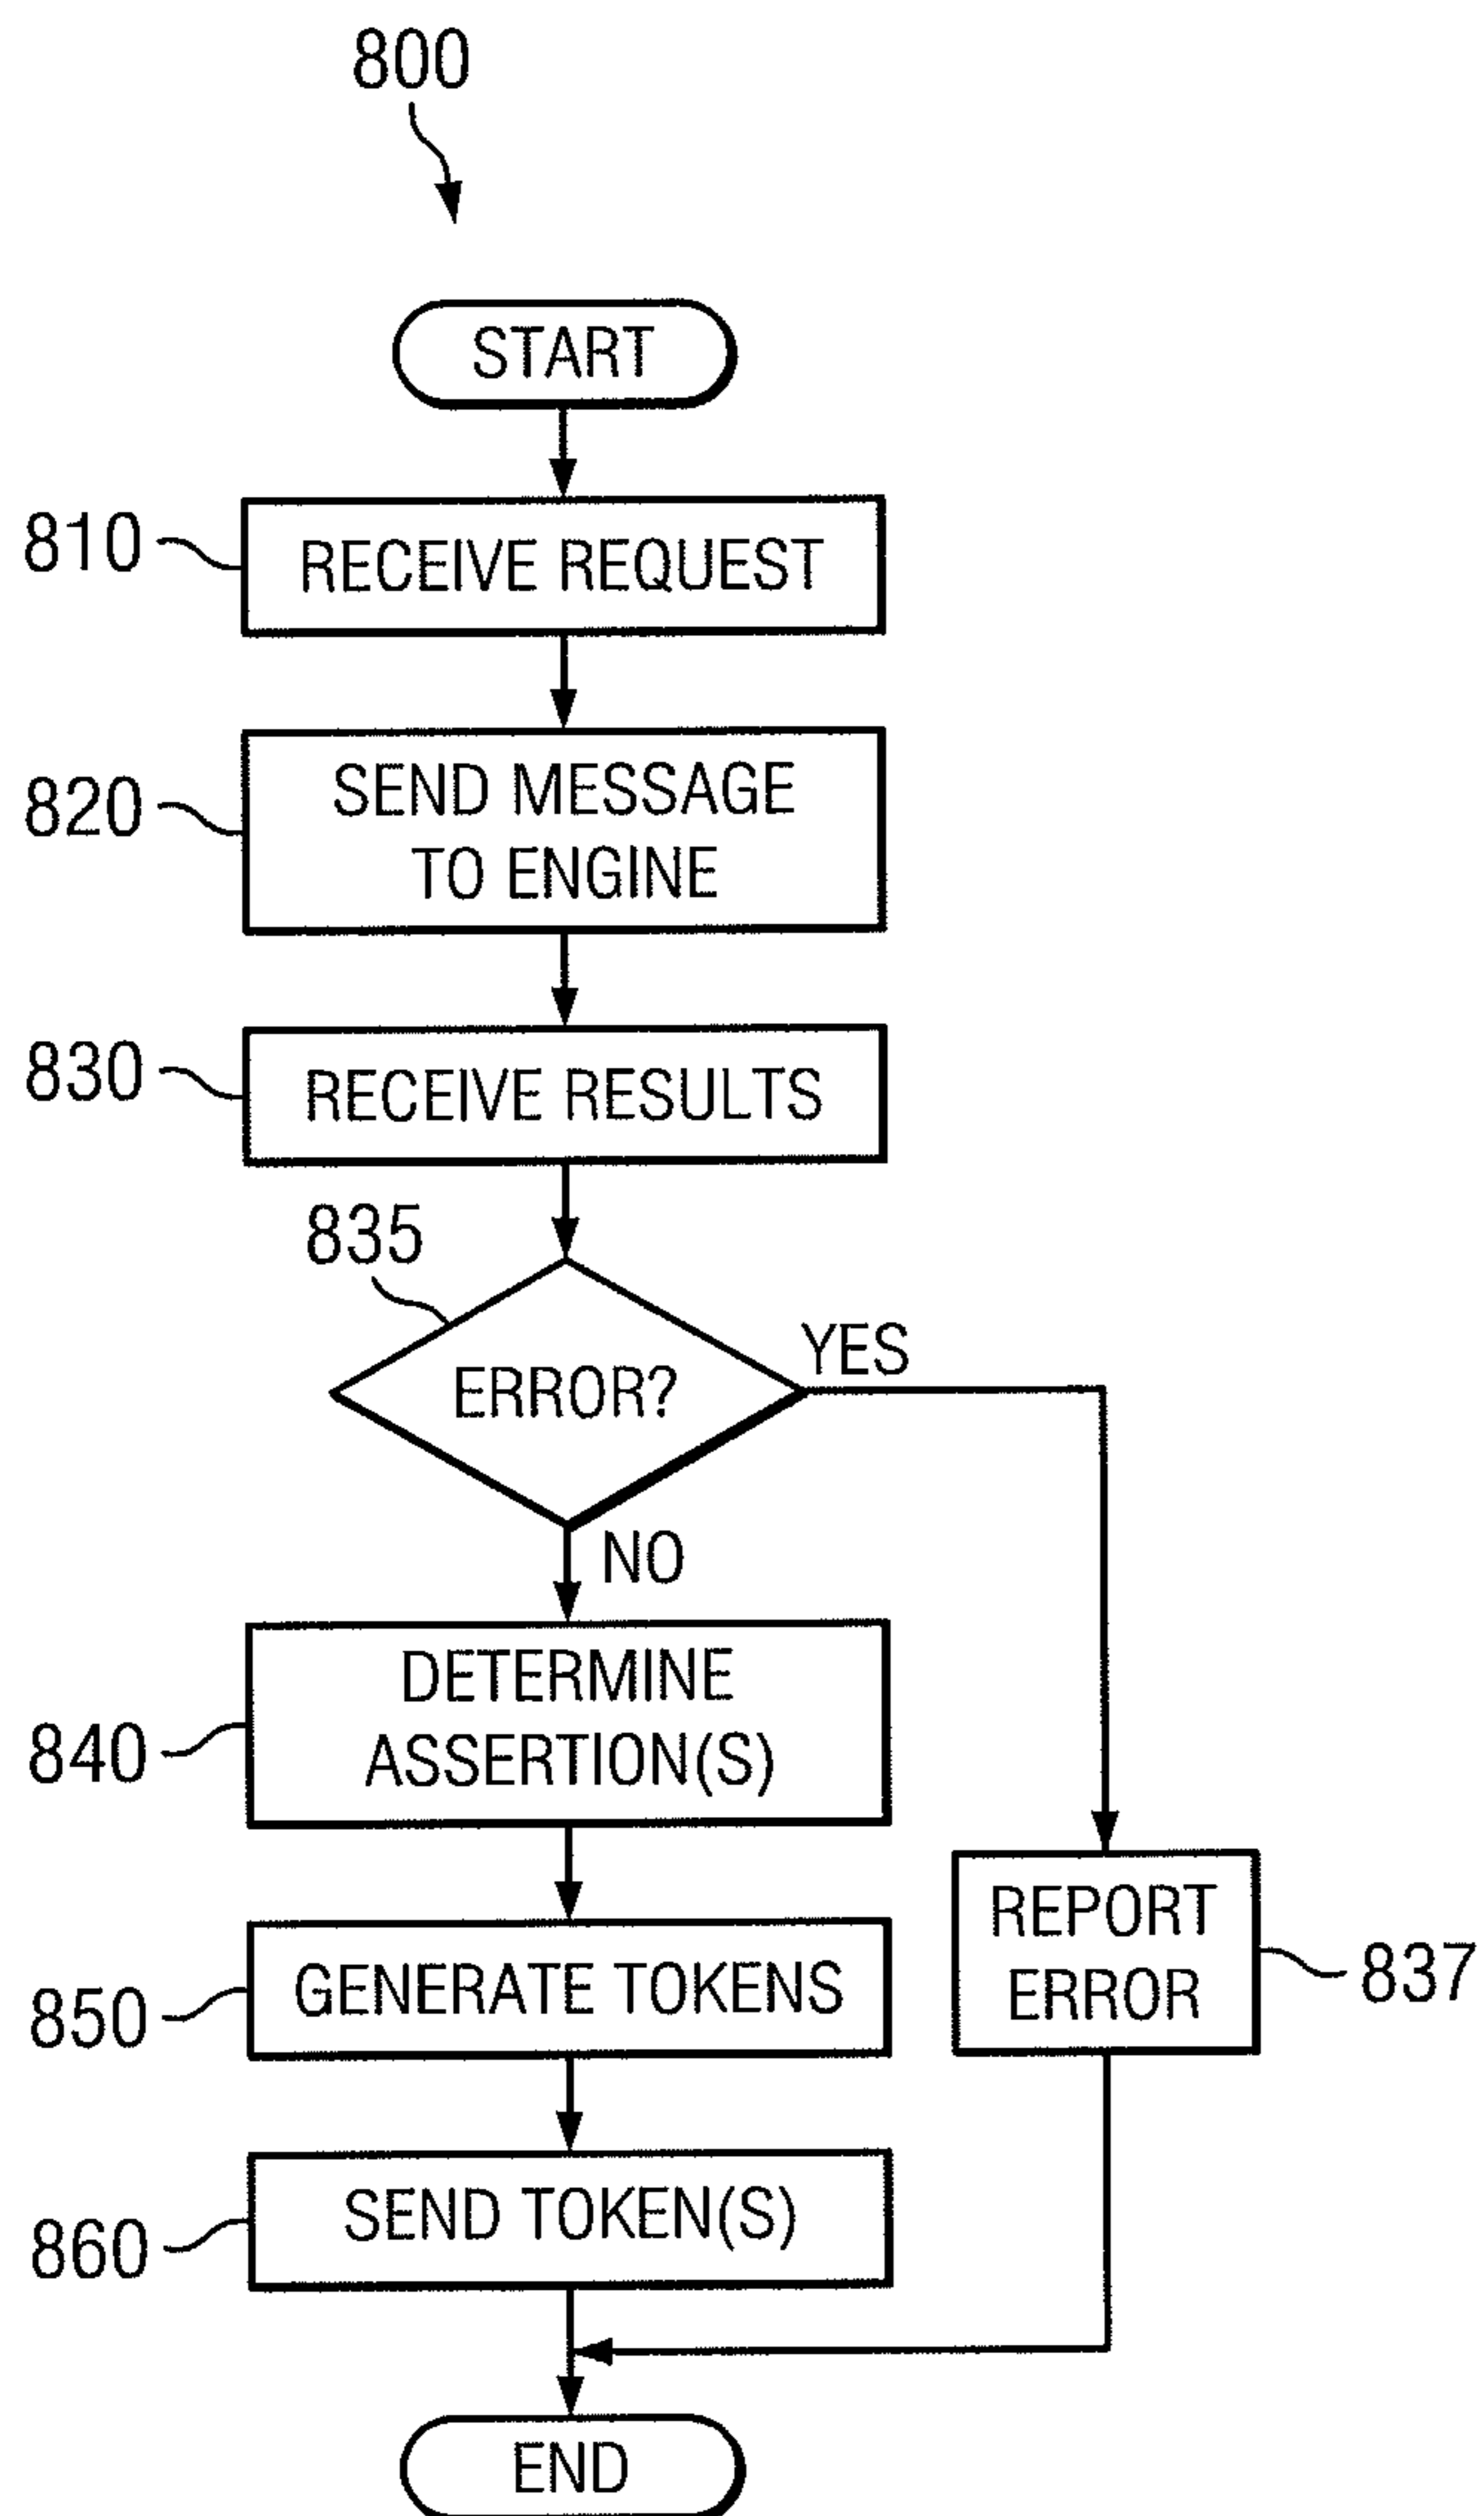 800
START
810
RECEIVE REQUEST
820
SEND MESSAGE
TO ENGINE
830
RECEIVE RESULTS
835
ERROR?
YES
NO
DETERMINE
ASSERTION(S)
840
REPORT
ERROR
837
850
GENERATE TOKENS
860
SEND TOKEN(S)
END